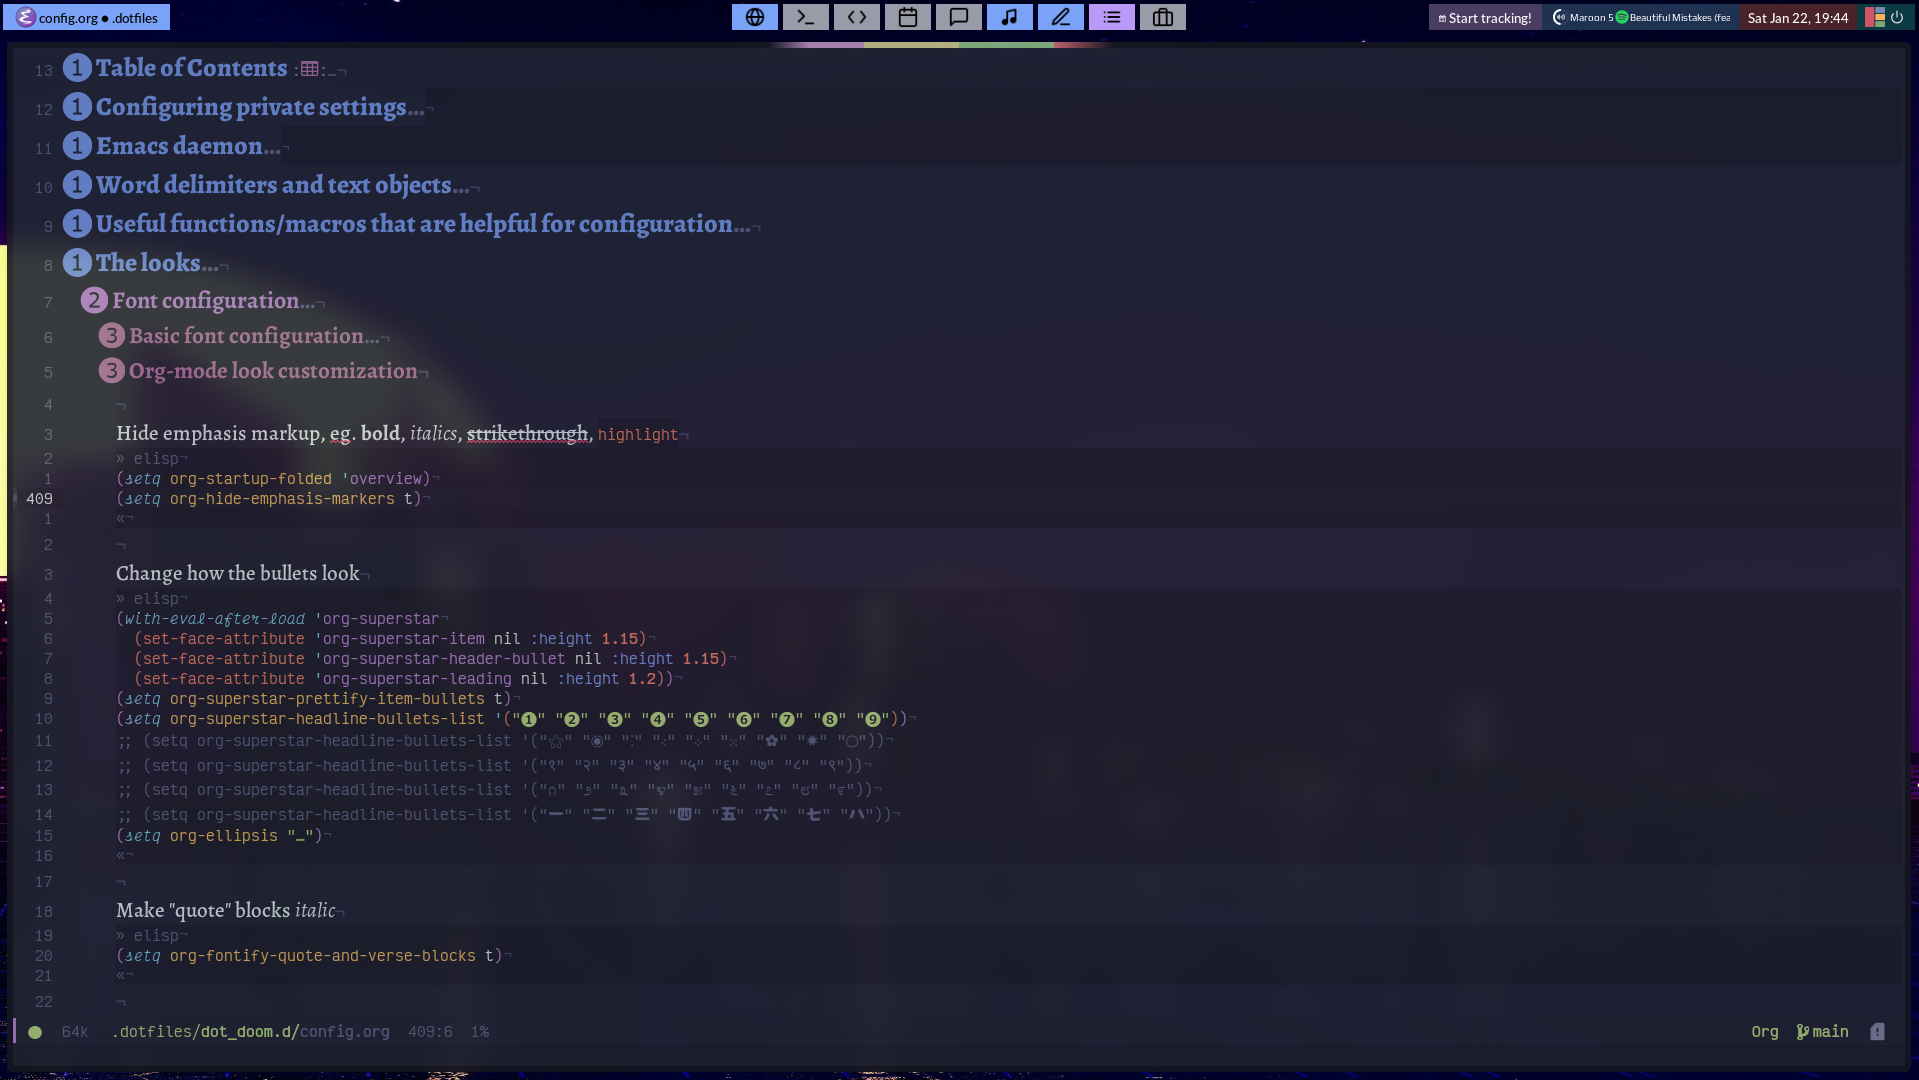 config.org ● .dotfiles
Start tracking!
Maroon 5
Beautiful Mistakes (fea
Sat Jan 22, 19:44
13 1 Table of Contents ::…¬
12 1 Configuring private settings…¬
11 1 Emacs daemon…¬
10 1 Word delimiters and text objects…¬
9 1 Useful functions/macros that are helpful for configuration…¬
8 1 The looks…¬
7 2 Font configuration…¬
6 3 Basic font configuration…¬
5 3 Org-mode look customization¬
4 ¬
3 Hide emphasis markup, eg. bold, italics, strikethrough, highlight¬
2 » elisp¬
1 (setq org-startup-folded 'overview)¬
409 (setq org-hide-emphasis-markers t)¬
1 «¬
2 ¬
3 Change how the bullets look¬
4 » elisp¬
5 (with-eval-after-load 'org-superstar¬
6 (set-face-attribute 'org-superstar-item nil :height 1.15)¬
7 (set-face-attribute 'org-superstar-header-bullet nil :height 1.15)¬
8 (set-face-attribute 'org-superstar-leading nil :height 1.2))¬
9 (setq org-superstar-prettify-item-bullets t)¬
10 (setq org-superstar-headline-bullets-list '("❶" "❷" "❸" "❹" "❺" "❻" "❼" "❽" "❾"))¬
11 ;; (setq org-superstar-headline-bullets-list '("⚝" "◉" "⁚" "⁖" "⁘" "⁙" "✿" "✷" "○"))¬
12 ;; (setq org-superstar-headline-bullets-list '("१" "२" "३" "४" "५" "६" "७" "८" "९"))¬
13 ;; (setq org-superstar-headline-bullets-list '(
14 ;; (setq org-superstar-headline-bullets-list '("一" "二" "三" "四" "五" "六" "七" "八"))¬
15 (setq org-ellipsis "…")¬
16 «¬
17 ¬
18 Make "quote" blocks italic¬
19 » elisp¬
20 (setq org-fontify-quote-and-verse-blocks t)¬
21 «¬
22 ¬
64k .dotfiles/dot_doom.d/config.org 409:6 1%
Org main